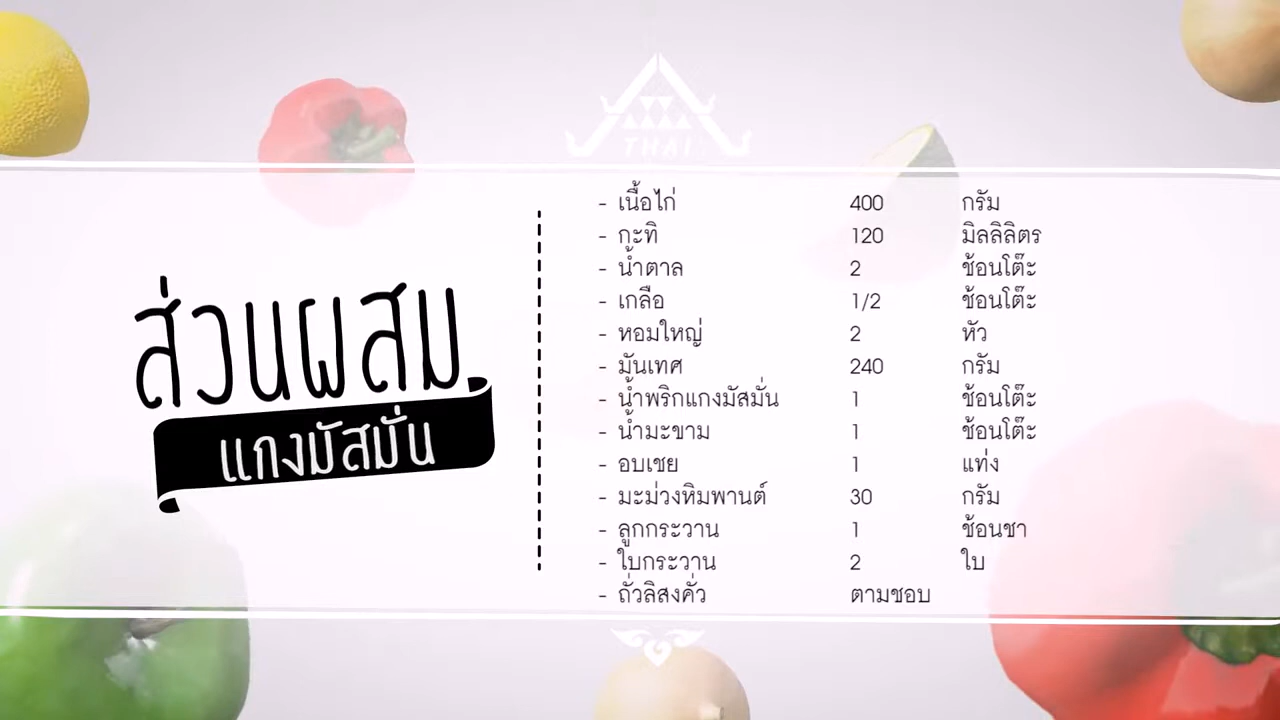 THAI
ส่วนผสม
แกงมัสมั่น
- เนื้อไก่ 400 กรัม
- กะทิ 120 มิลลิลิตร
- น้ำตาล 2 ช้อนโต๊ะ
- เกลือ 1/2 ช้อนโต๊ะ
- หอมใหญ่ 2 หัว
- มันเทศ 240 กรัม
- น้ำพริกแกงมัสมั่น 1 ช้อนโต๊ะ
- น้ำมะขาม 1 ช้อนโต๊ะ
- อบเชย 1 แท่ง
- มะม่วงหิมพานต์ 30 กรัม
- ลูกกระวาน 1 ช้อนชา
- ใบกระวาน 2 ใบ
- ถั่วลิสงคั่ว ตามชอบ